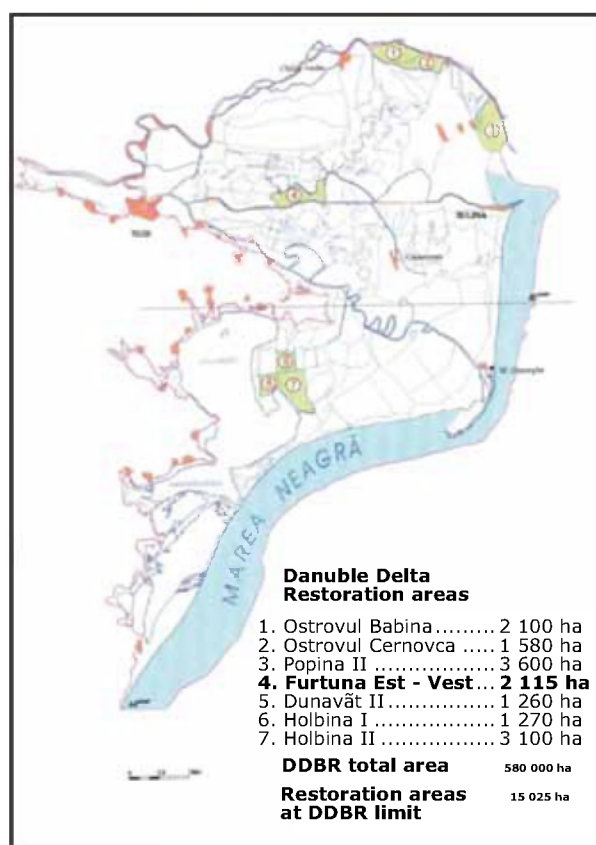 SULINA
MAREA NEAGRĂ
Danuble Delta
Restoration areas
1. Ostrovul Babina......... 2 100 ha
2. Ostrovul Cernovca ..... 1 580 ha
3. Popina II ................. 3 600 ha
4. Furtuna Est - Vest... 2 115 ha
5. Dunavãt II ................ 1 260 ha
6. Holbina I .................. 1 270 ha
7. Holbina II ................. 3 100 ha
DDBR total area 580 000 ha
Restoration areas 15 025 ha
at DDBR limit